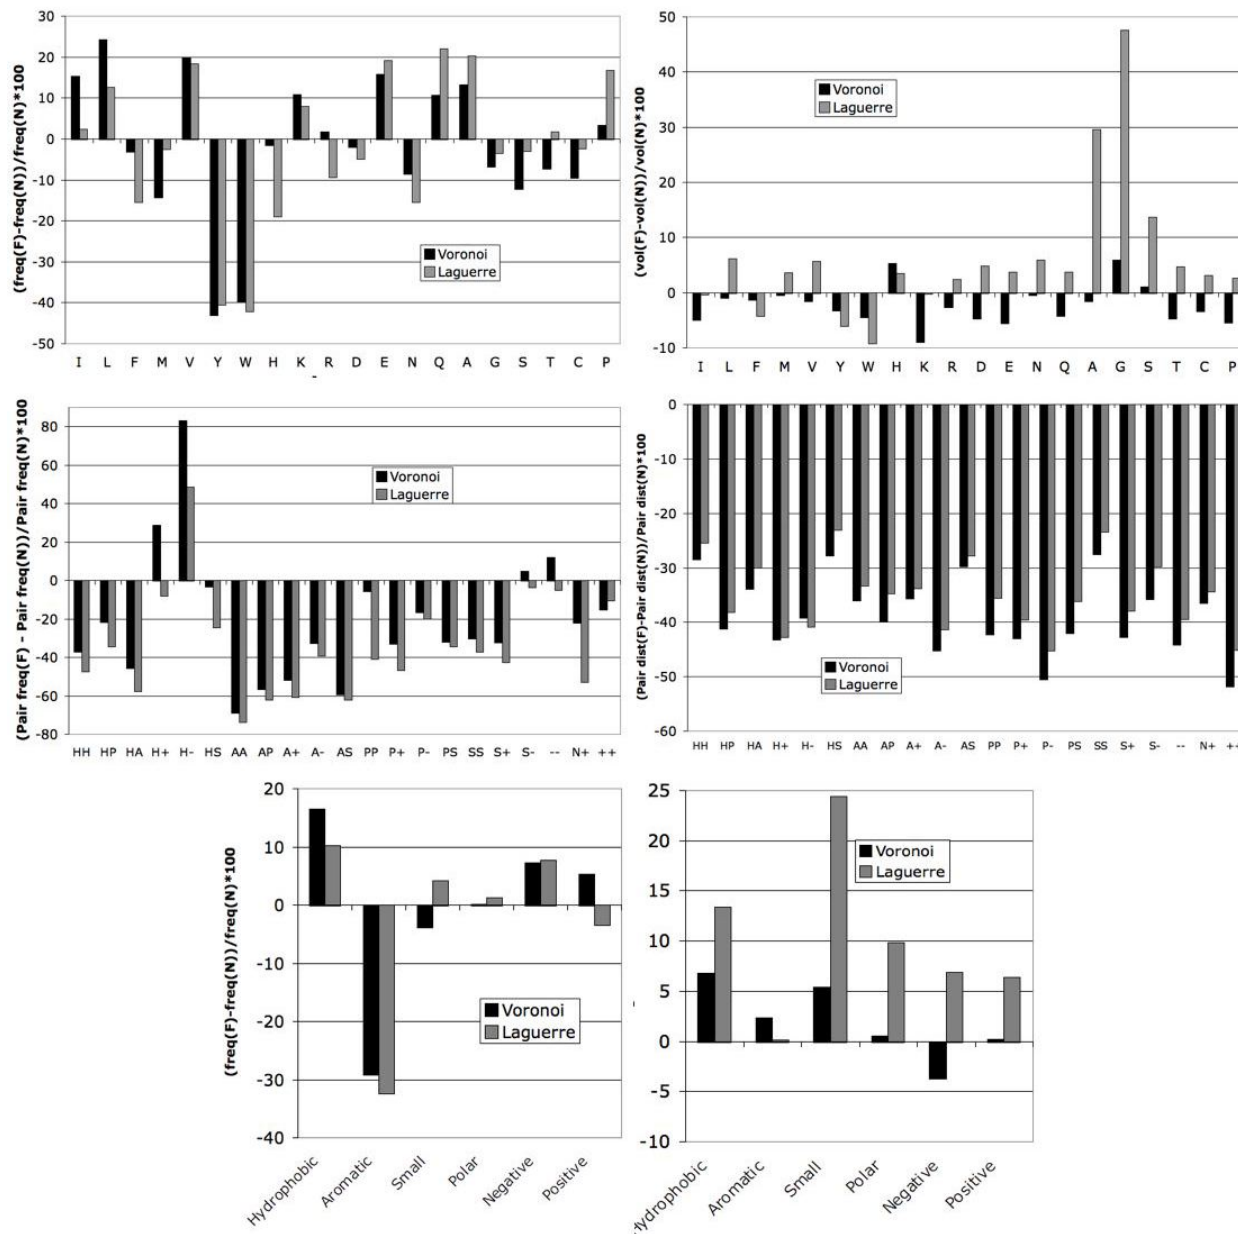 (freq(F)-freq(N))/freq(N)*100
30
20
10
0
-10
-20
-30
-40
-50
Voronoi
Laguerre
I L F M V Y W H K R D E N Q A G S T C P
(vol(F)-vol(N))/vol(N)*100
50
40
30
20
10
0
-10
Voronoi
Laguerre
I L F M V Y W H K R D E N Q A G S T C P
(Pair freq(F) - Pair freq(N))/Pair freq(N)*100
80
60
40
20
0
-20
-40
-60
-80
Voronoi
Laguerre
HH HP HA H+ H- HS AA AP A+ A- AS PP P+ P- PS SS S+ S- -- N+ ++
(Pair dist(F)-Pair dist(N))/Pair dist(N)*100
0
-10
-20
-30
-40
-50
-60
Voronoi
Laguerre
HH HP HA H+ H- HS AA AP A+ A- AS PP P+ P- PS SS S+ S- -- N+ ++
(freq(F)-freq(N))/freq(N)*100
20
10
0
-10
-20
-30
-40
Voronoi
Laguerre
Hydrophobic Aromatic Small Polar Negative Positive
25
20
15
10
5
0
-5
-10
Voronoi
Laguerre
Hydrophobic Aromatic Small Polar Negative Positive